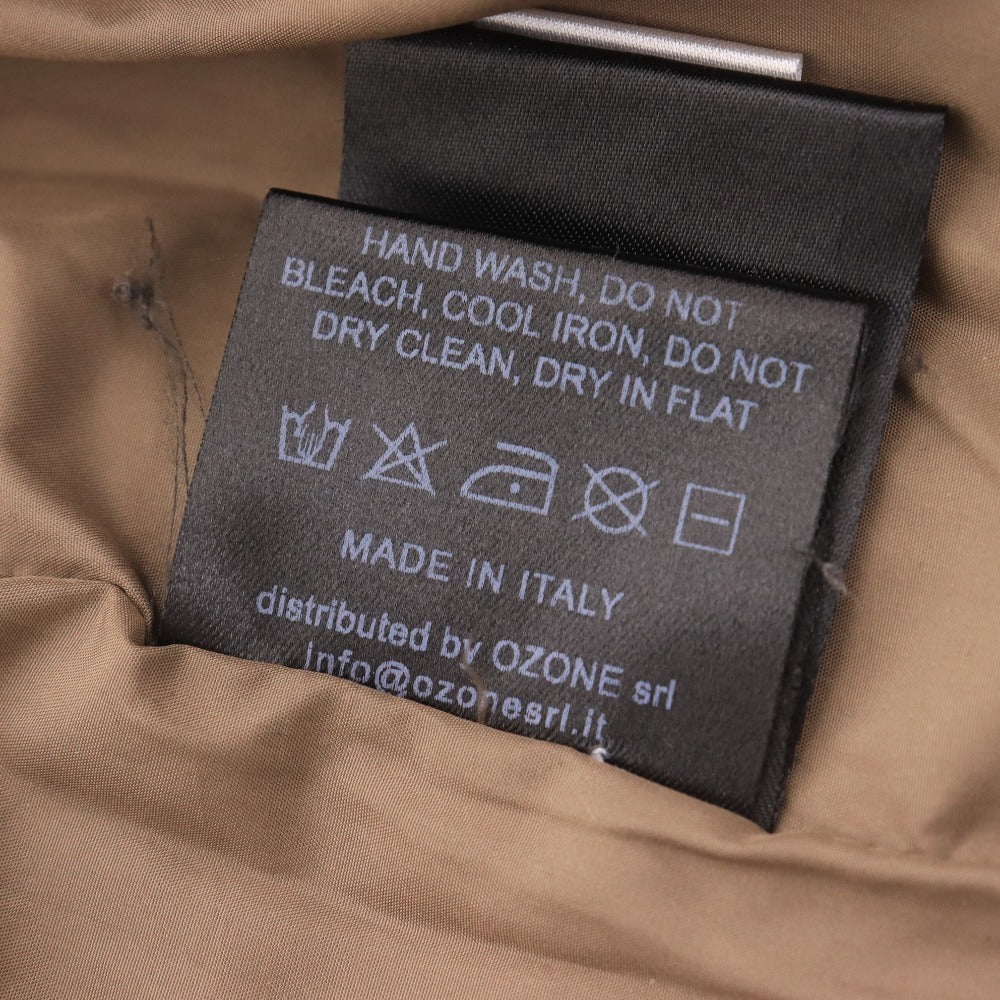 HAND WASH, DO NOT
BLEACH, COOL IRON, DO NOT
DRY CLEAN, DRY IN FLAT
MADE IN ITALY
distributed by OZONE srl
info@ozonesrl.it